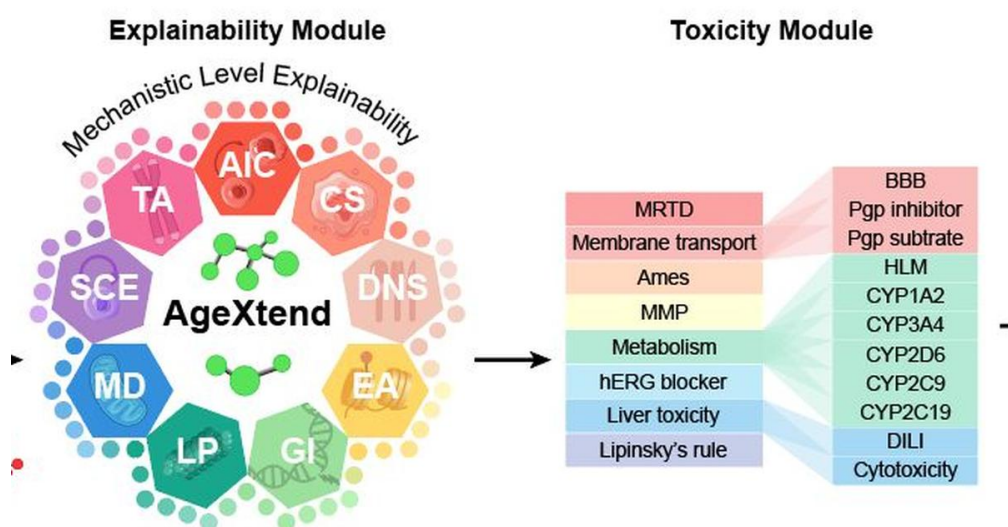 Explainability Module
Toxicity Module
Mechanistic Level Explainability
AIC
TA
CS
SCE
DNS
AgeXtend
MD
EA
LP
GI
MRTD
Membrane transport
Ames
MMP
Metabolism
hERG blocker
Liver toxicity
Lipinsky's rule
BBB
Pgp inhibitor
Pgp subtrate
HLM
CYP1A2
CYP3A4
CYP2D6
CYP2C9
CYP2C19
DILI
Cytotoxicity